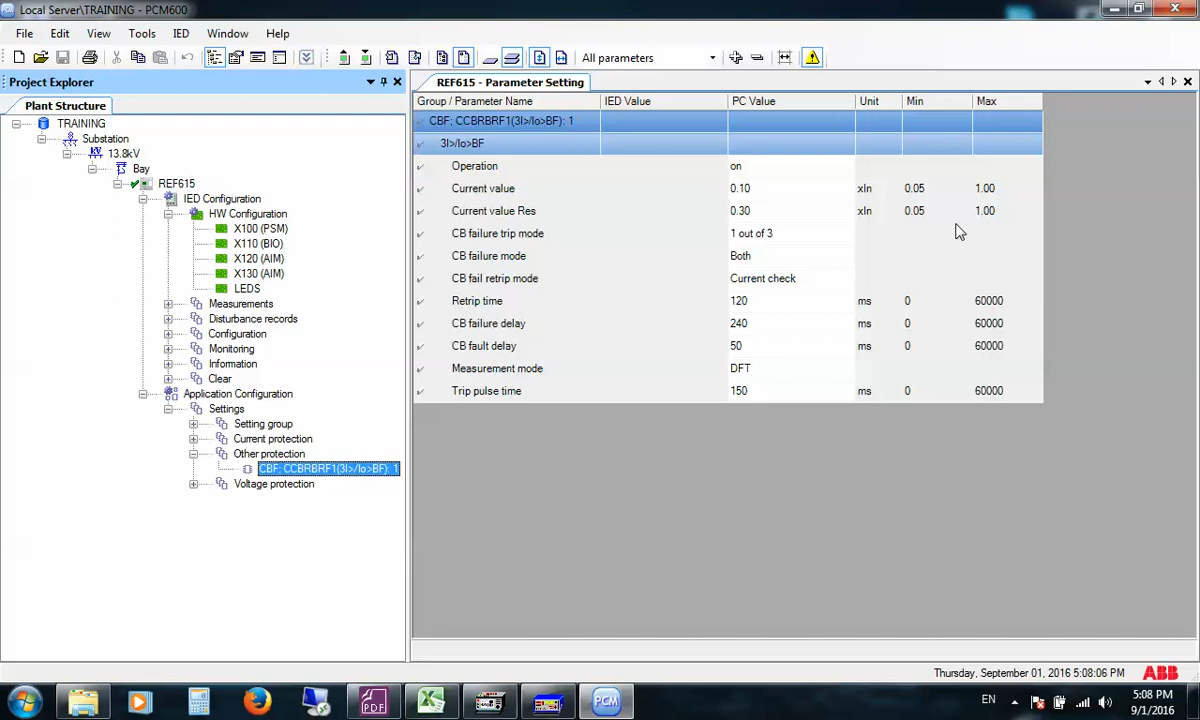 Local Server\TRAINING - PCM600
File Edit View Tools IED Window Help
All parameters
Project Explorer
REF615 - Parameter Setting
Plant Structure
Group / Parameter Name IED Value PC Value Unit Min Max
TRAINING
Substation
13.8kV
Bay
REF615
IED Configuration
HW Configuration
X100 (PSM)
X110 (BIO)
X120 (AIM)
X130 (AIM)
LEDS
Measurements
Disturbance records
Configuration
Monitoring
Information
Clear
Application Configuration
Settings
Setting group
Current protection
Other protection
CBF; CCBRBRF1(3I>/Io>BF): 1
Voltage protection
CBF; CCBRBRF1(3I>/Io>BF): 1
3I>/Io>BF
Operation on
Current value 0.10 xIn 0.05 1.00
Current value Res 0.30 xIn 0.05 1.00
CB failure trip mode 1 out of 3
CB failure mode Both
CB fail retrip mode Current check
Retrip time 120 ms 0 60000
CB failure delay 240 ms 0 60000
CB fault delay 50 ms 0 60000
Measurement mode DFT
Trip pulse time 150 ms 0 60000
Thursday, September 01, 2016 5:08:06 PM ABB
PDF
PCM
EN
5:08 PM
9/1/2016